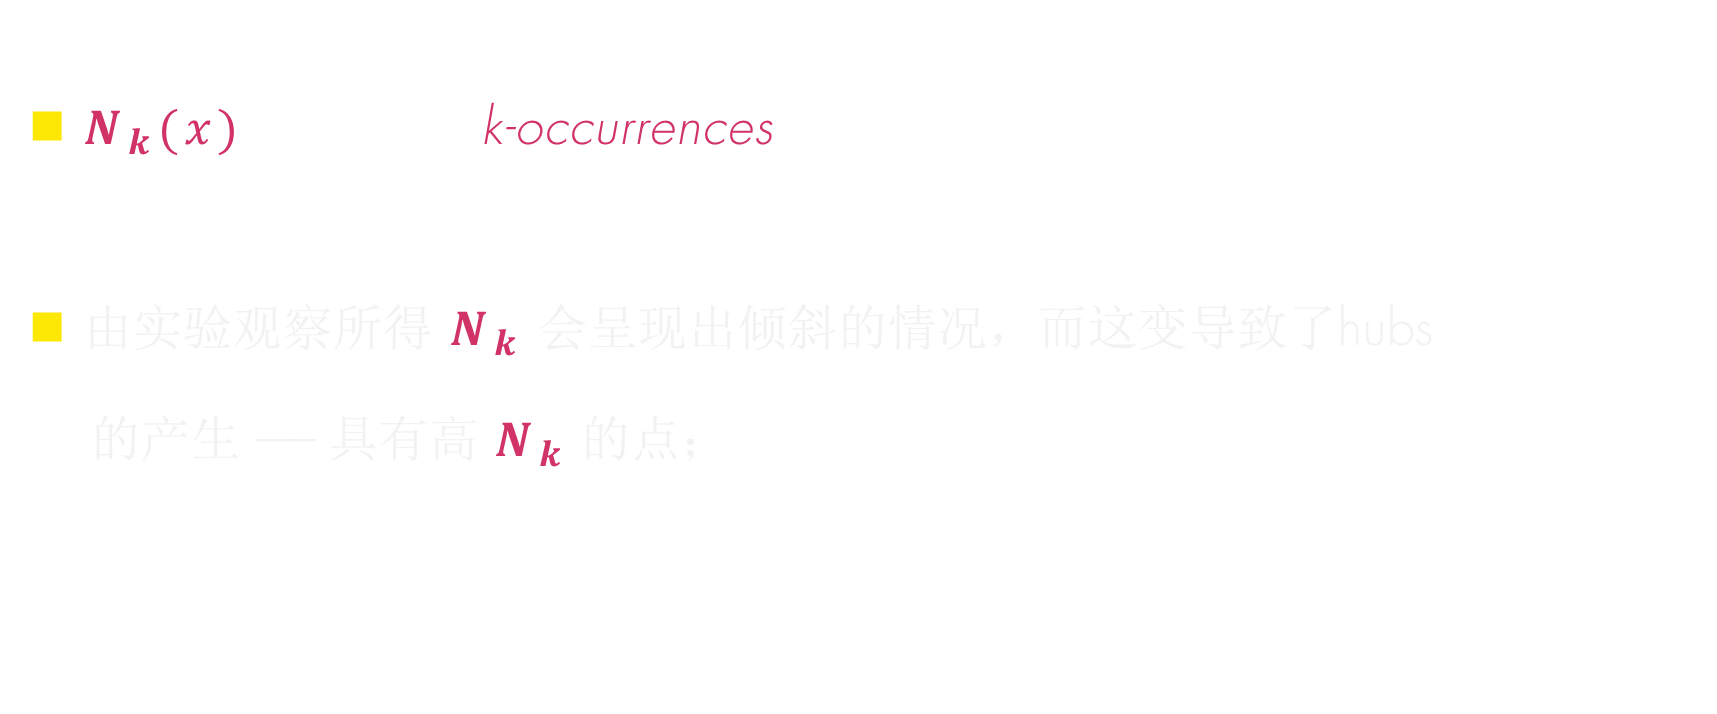 N_k(x) k-occurrences
由实验观察所得 N_k 会呈现出倾斜的情况，而这变导致了hubs
的产生 — 具有高 N_k 的点；